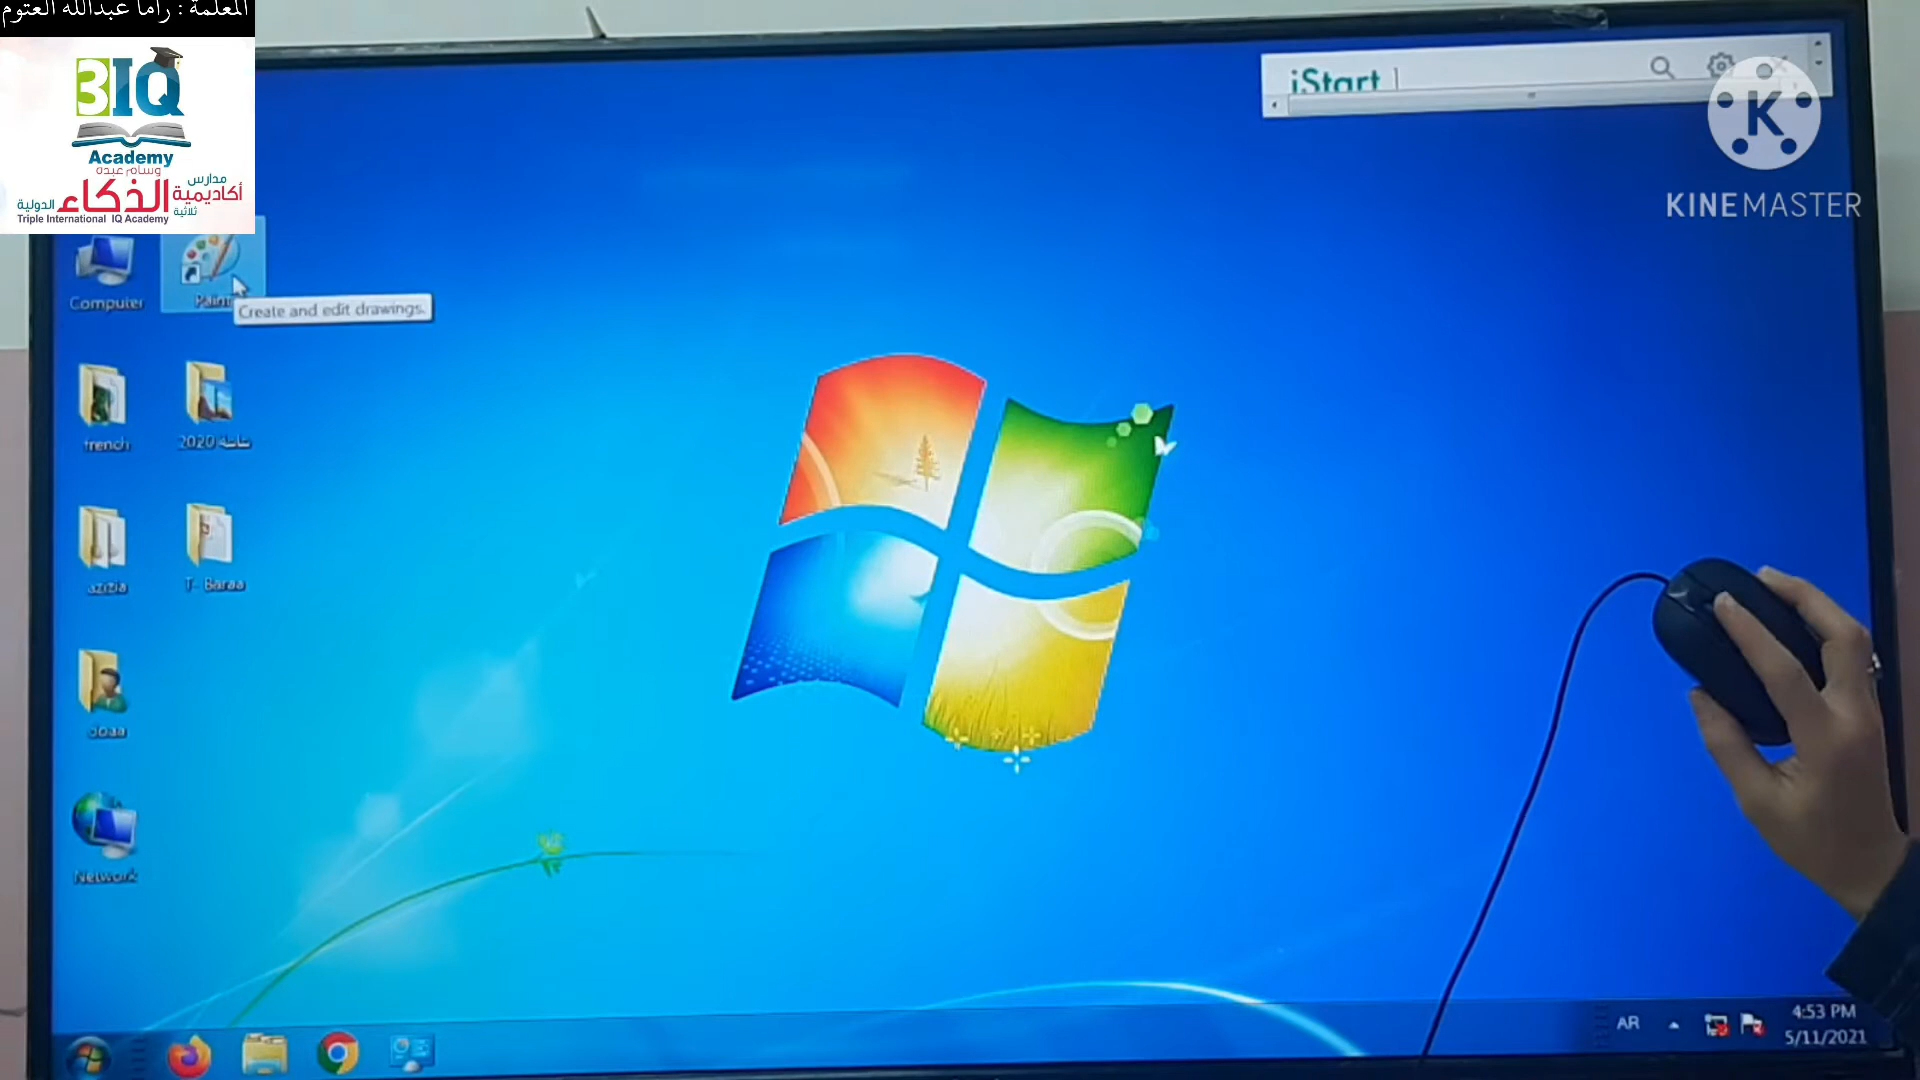 المعلمة : راما عبدالله العتوم
3IQ
Academy
وسام عبده
مدارس
أكاديمية الذكاء الدولية
ثلاثية
Triple International IQ Academy
iStart
K
KINEMASTER
Computer
Paint
Create and edit drawings.
french
شاشة 2020
azizia
T- Baraa
doaa
Network
AR
4:53 PM
5/11/2021